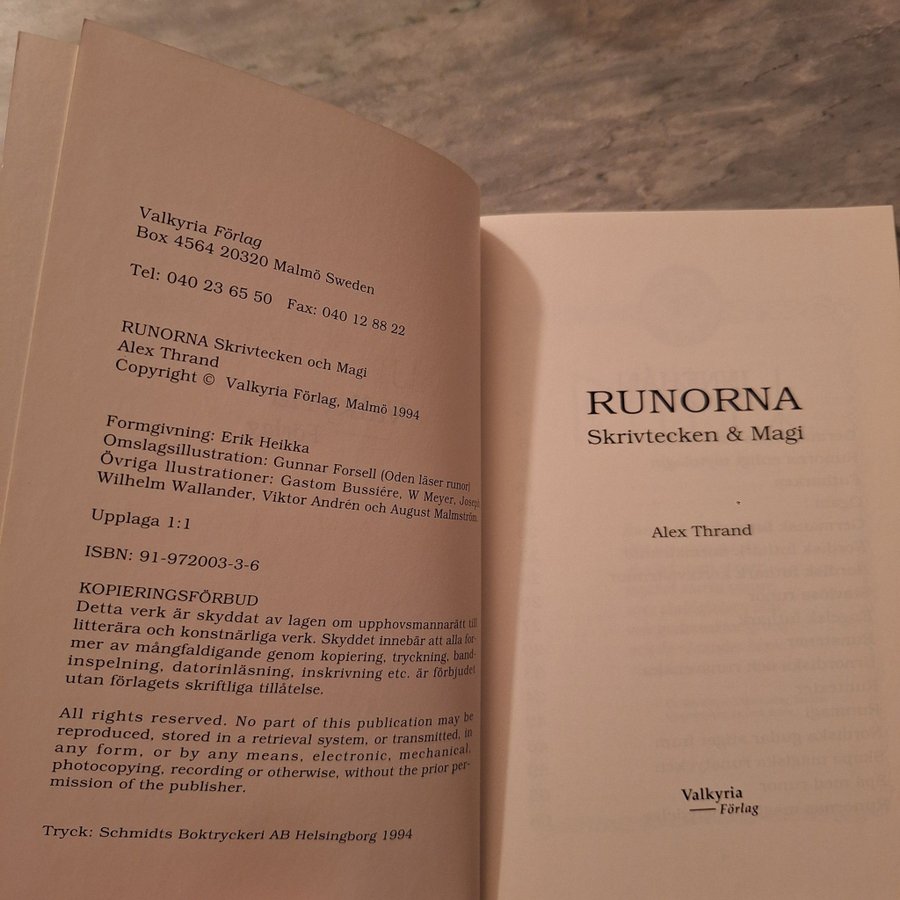 Valkyria Förlag
Box 4564 20320 Malmö Sweden
Tel: 040 23 65 50 Fax: 040 12 88 22
RUNORNA Skrivtecken och Magi
Alex Thrand
Copyright © Valkyria Förlag, Malmö 1994
Formgivning: Erik Heikka
Omslagsillustration: Gunnar Forsell (Oden läser runor)
Övriga llustrationer: Gastom Bussiére, W Meyer, Joseph
Wilhelm Wallander, Viktor Andrén och August Malmström.
Upplaga 1:1
ISBN: 91-972003-3-6
KOPIERINGSFÖRBUD
Detta verk är skyddat av lagen om upphovsmannarätt till
litterära och konstnärliga verk. Skyddet innebär att alla for-
mer av mångfaldigande genom kopiering, tryckning, band-
inspelning, datorinläsning, inskrivning etc. är förbjudet
utan förlagets skriftliga tillåtelse.
All rights reserved. No part of this publication may be
reproduced, stored in a retrieval system, or transmitted, in
any form, or by any means, electronic, mechanical,
photocopying, recording or otherwise, without the prior per-
mission of the publisher.
Tryck: Schmidts Boktryckeri AB Helsingborg 1994
RUNORNA
Skrivtecken & Magi
Alex Thrand
Valkyria
Förlag